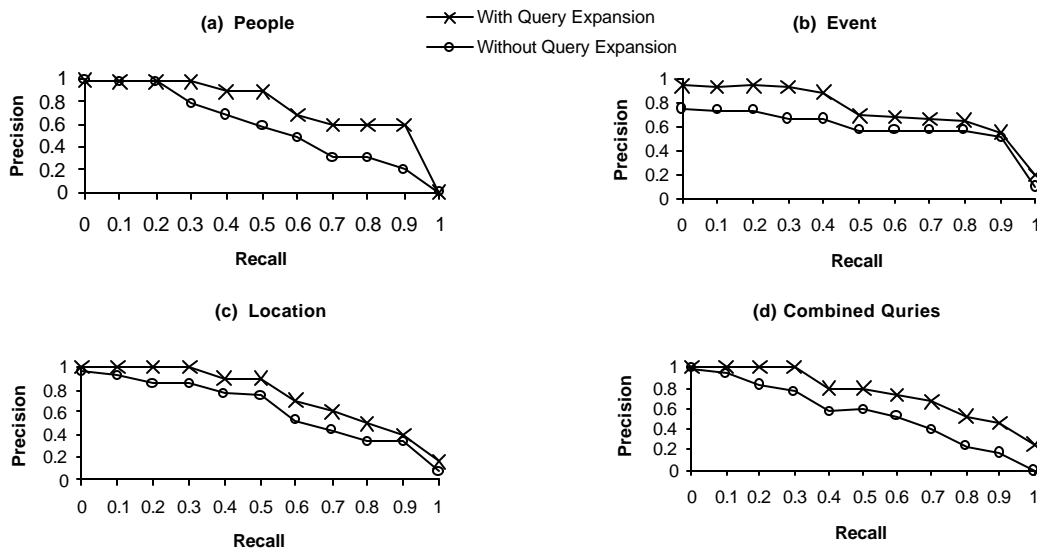 (a) People
With Query Expansion
Without Query Expansion
(b) Event
Precision
1
0.8
0.6
0.4
0.2
0
0 0.1 0.2 0.3 0.4 0.5 0.6 0.7 0.8 0.9 1
Recall
Precision
1
0.8
0.6
0.4
0.2
0
0 0.1 0.2 0.3 0.4 0.5 0.6 0.7 0.8 0.9 1
Recall
(c) Location
Precision
1
0.8
0.6
0.4
0.2
0
0 0.1 0.2 0.3 0.4 0.5 0.6 0.7 0.8 0.9 1
Recall
(d) Combined Quries
Precision
1
0.8
0.6
0.4
0.2
0
0 0.1 0.2 0.3 0.4 0.5 0.6 0.7 0.8 0.9 1
Recall